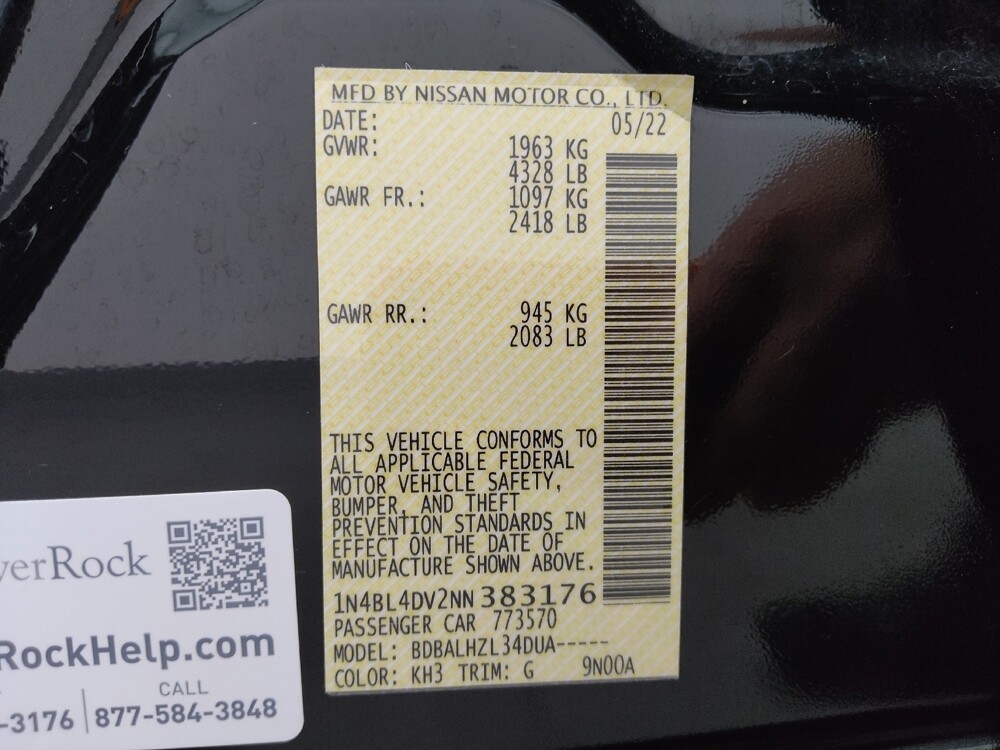 MFD BY NISSAN MOTOR CO., LTD.
DATE: 05/22
GVWR: 1963 KG
4328 LB
GAWR FR.: 1097 KG
2418 LB
GAWR RR.: 945 KG
2083 LB
THIS VEHICLE CONFORMS TO
ALL APPLICABLE FEDERAL
MOTOR VEHICLE SAFETY,
BUMPER, AND THEFT
PREVENTION STANDARDS IN
EFFECT ON THE DATE OF
MANUFACTURE SHOWN ABOVE.
1N4BL4DV2NN383176
PASSENGER CAR 773570
MODEL: BDBALHZL34DUA-----
COLOR: KH3 TRIM: G 9N00A
verRock
RockHelp.com
CALL
-3176 877-584-3848